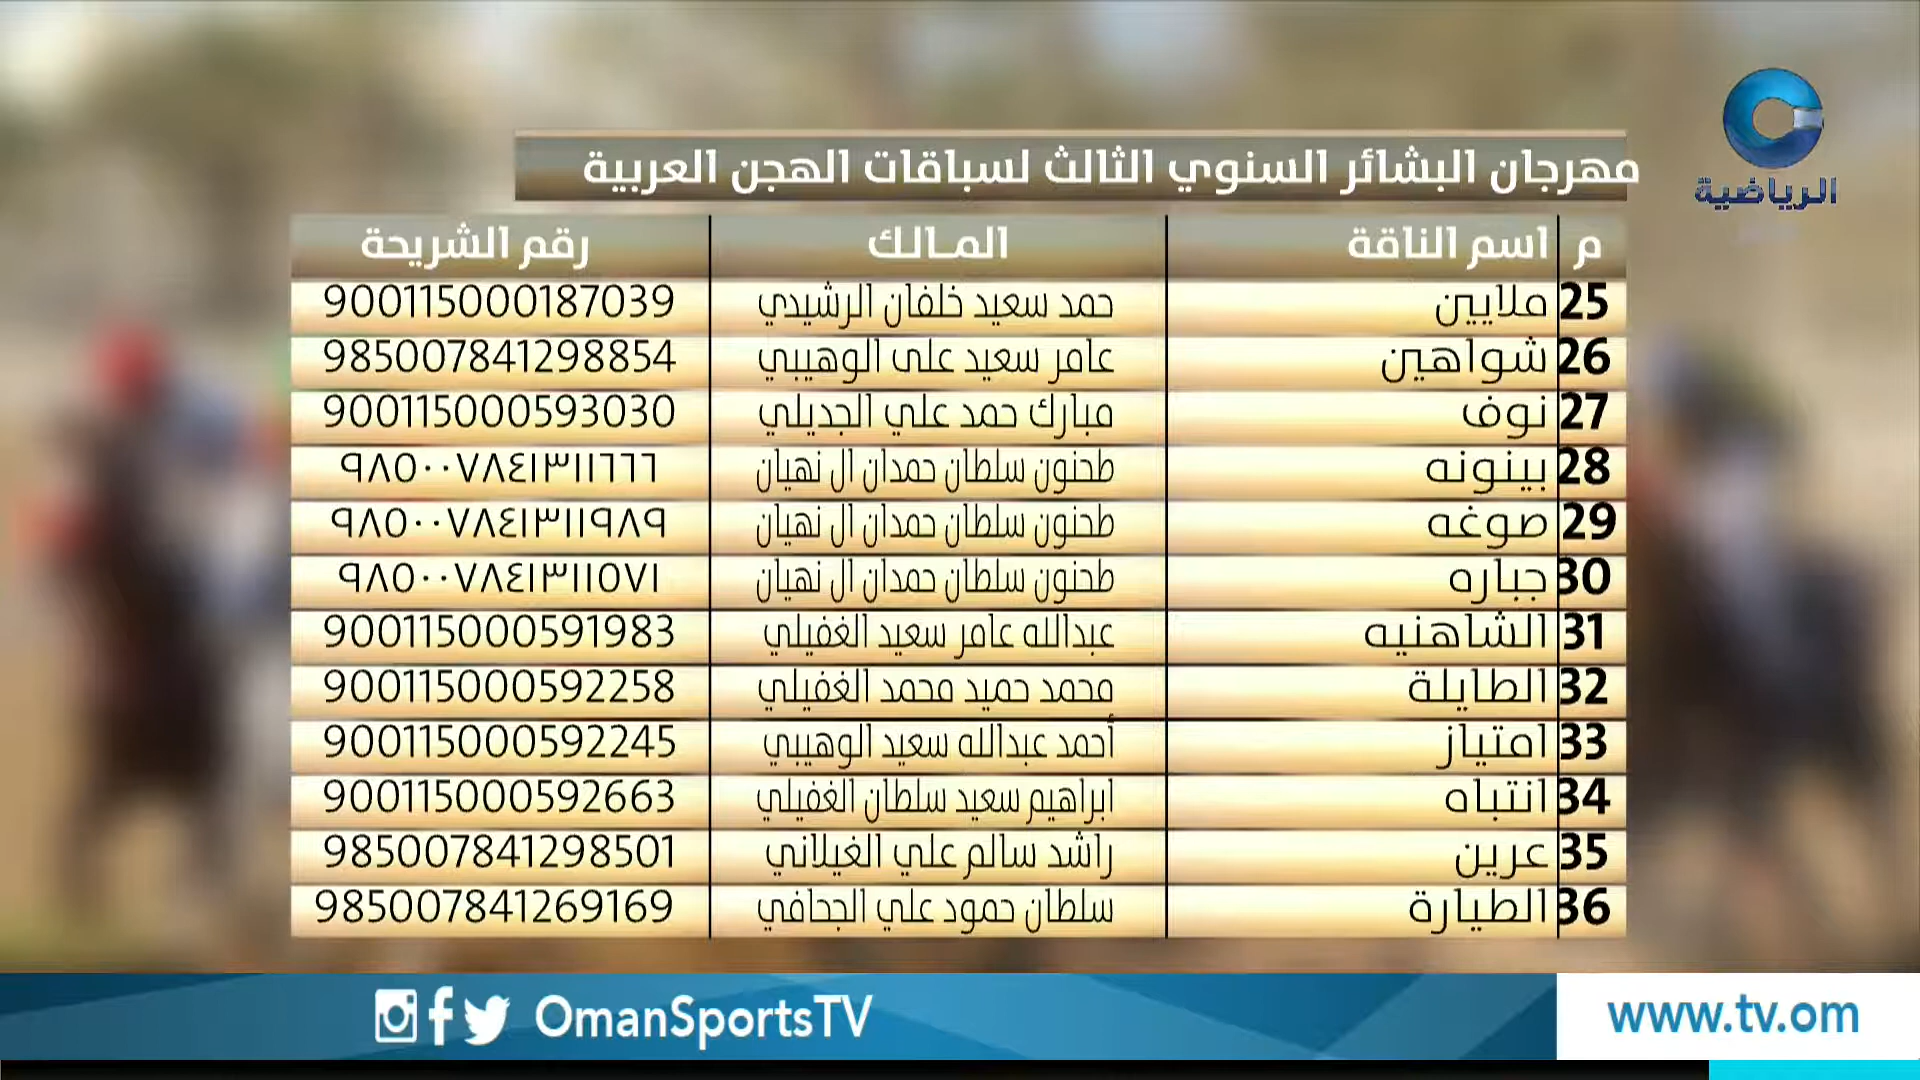 الرياضية
مهرجان البشائر السنوي الثالث لسباقات الهجن العربية
م اسم الناقة المالك رقم الشريحة
25 ملايين حمد سعيد خلفان الرشيدي 900115000187039
26 شواهين عامر سعيد علي الوهيبي 985007841298854
27 نوف مبارك حمد علي الجديلي 900115000593030
28 بينونه طحنون سلطان حمدان ال نهيان ٩٨٥٠٠٧٨٤١٣١١٦٦٦
29 صوغه طحنون سلطان حمدان ال نهيان ٩٨٥٠٠٧٨٤١٣١١٩٨٩
30 جباره طحنون سلطان حمدان ال نهيان ٩٨٥٠٠٧٨٤١٣١١٥٧١
31 الشاهنيه عبدالله عامر سعيد الغفيلي 900115000591983
32 الطايلة محمد حميد محمد الغفيلي 900115000592258
33 امتياز أحمد عبدالله سعيد الوهيبي 900115000592245
34 انتباه ابراهيم سعيد سلطان الغفيلي 900115000592663
35 عرين راشد سالم علي الغيلاني 985007841298501
36 الطيارة سلطان حمود علي الجحافي 985007841269169
OmanSportsTV
www.tv.om